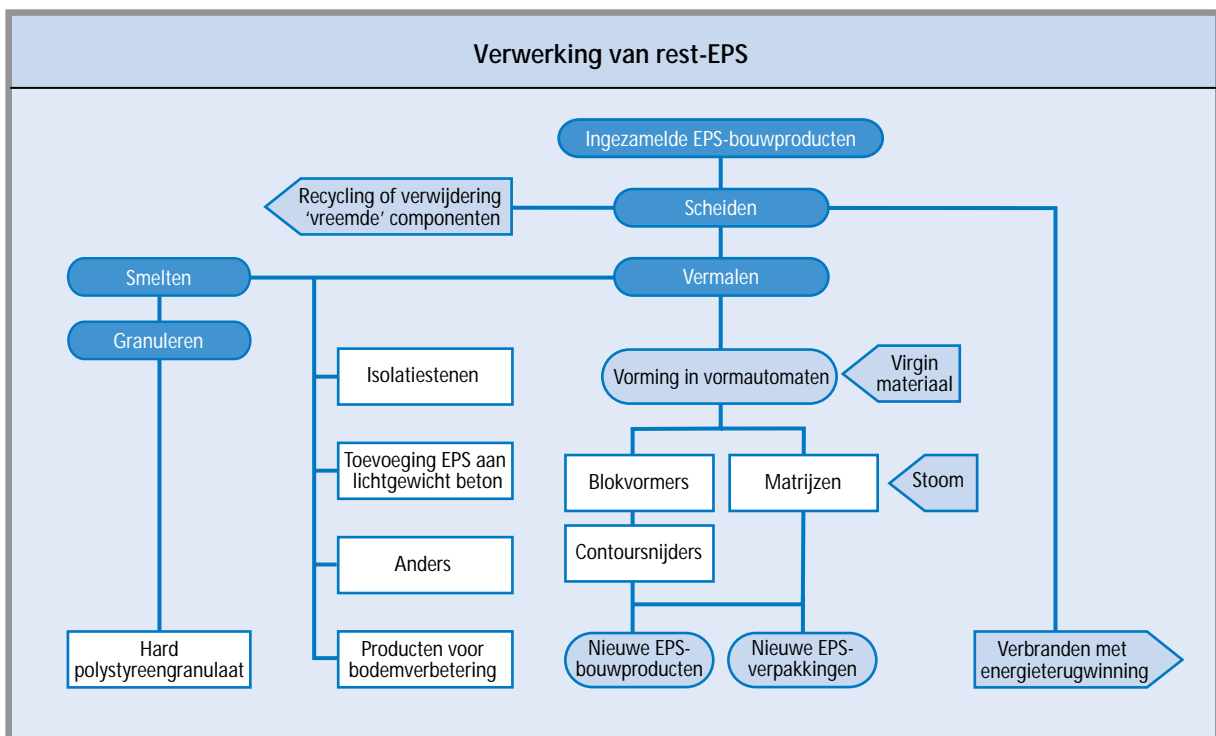 Verwerking van rest-EPS
Ingezamelde EPS-bouwproducten
Recycling of verwijdering
‘vreemde’ componenten
Scheiden
Smelten
Vermalen
Granuleren
Isolatiestenen
Vorming in vormautomaten
Virgin
materiaal
Toevoeging EPS aan
lichtgewicht beton
Blokvormers
Matrijzen
Stoom
Anders
Contoursnijders
Hard
polystyreengranulaat
Producten voor
bodemverbetering
Nieuwe EPS-
bouwproducten
Nieuwe EPS-
verpakkingen
Verbranden met
energieterugwinning